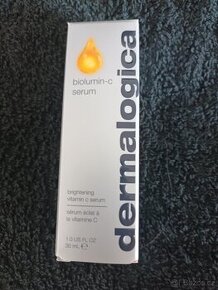 biolumin-c
serum
dermalogica
brightening
vitamin c serum
sérum éclat à
la vitamine C
1.0 US FL OZ
30 mL e